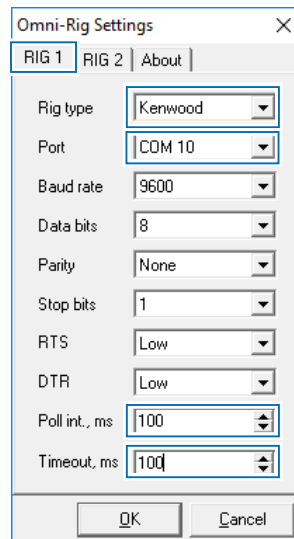 Omni-Rig Settings
RIG 1 RIG 2 About
Rig type Kenwood
Port COM 10
Baud rate 9600
Data bits 8
Parity None
Stop bits 1
RTS Low
DTR Low
Poll int., ms 100
Timeout, ms 100
OK Cancel